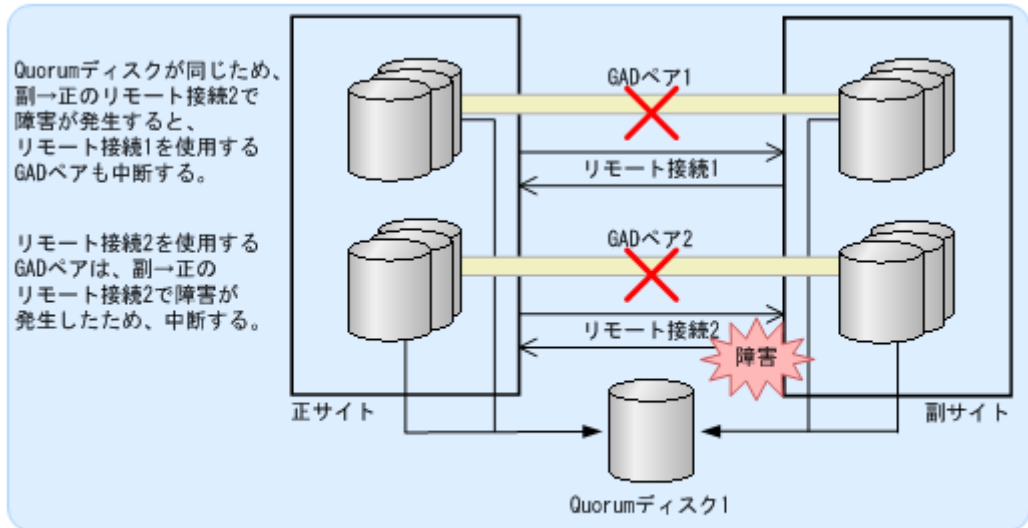 Quorumディスクが同じため、
副→正のリモート接続2で
障害が発生すると、
リモート接続1を使用する
GADペアも中断する。
リモート接続2を使用する
GADペアは、副→正の
リモート接続2で障害が
発生したため、中断する。
GADペア1
リモート接続1
GADペア2
リモート接続2
障害
正サイト
副サイト
Quorumディスク1